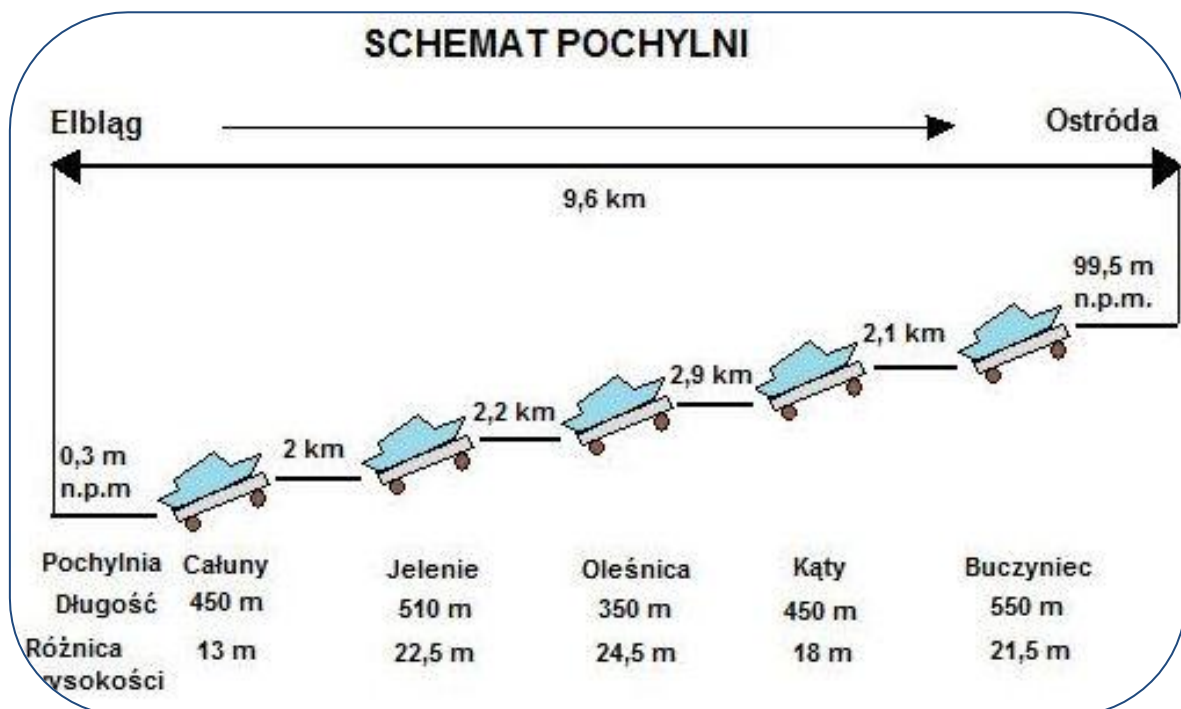 SCHEMAT POCHYLNI
Elbląg Ostróda
9,6 km
99,5 m
n.p.m.
2,1 km
2,9 km
2,2 km
2 km
0,3 m
n.p.m
Pochylnia Całuny Jelenie Oleśnica Kąty Buczyniec
Długość 450 m 510 m 350 m 450 m 550 m
Różnica 13 m 22,5 m 24,5 m 18 m 21,5 m
wysokości